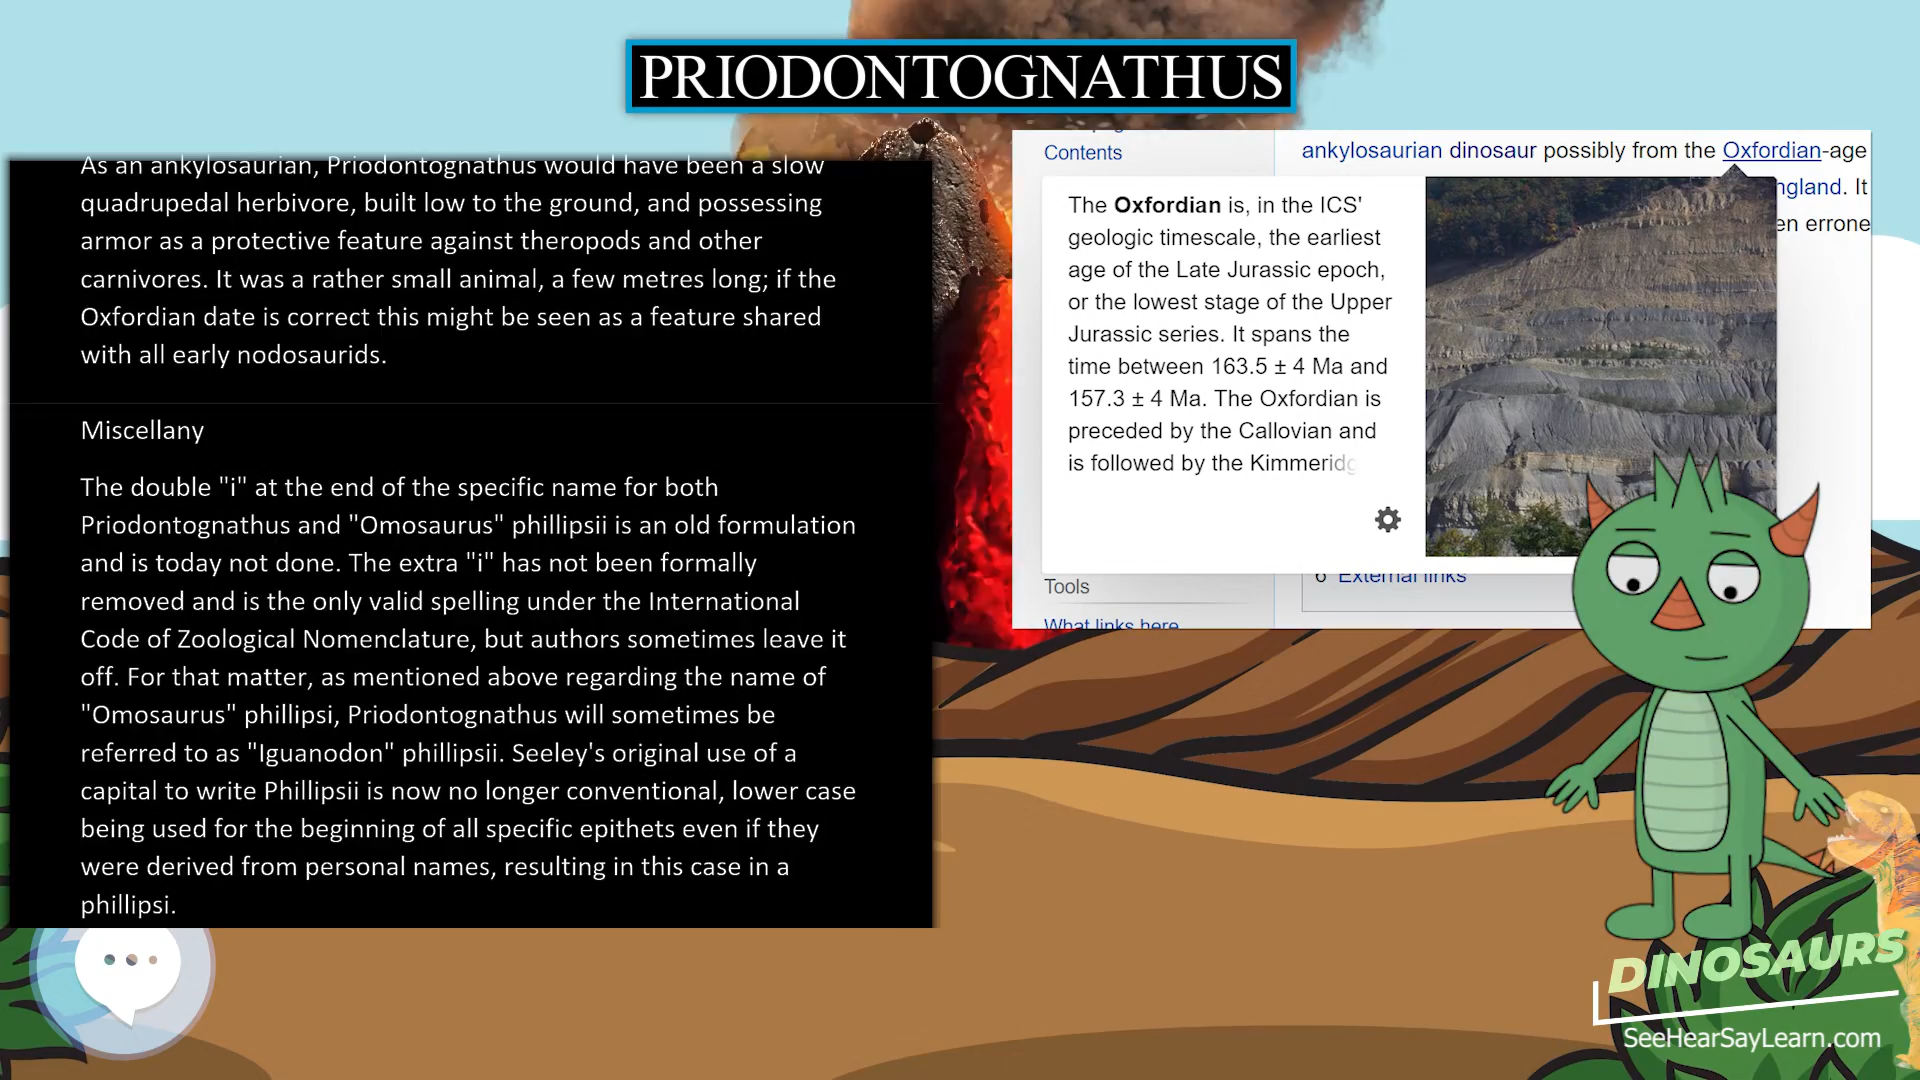 PRIODONTOGNATHUS
As an ankylosaurian, Priodontognathus would have been a slow
quadrupedal herbivore, built low to the ground, and possessing
armor as a protective feature against theropods and other
carnivores. It was a rather small animal, a few metres long; if the
Oxfordian date is correct this might be seen as a feature shared
with all early nodosaurids.
Miscellany
The double "i" at the end of the specific name for both
Priodontognathus and "Omosaurus" phillipsii is an old formulation
and is today not done. The extra "i" has not been formally
removed and is the only valid spelling under the International
Code of Zoological Nomenclature, but authors sometimes leave it
off. For that matter, as mentioned above regarding the name of
"Omosaurus" phillipsi, Priodontognathus will sometimes be
referred to as "Iguanodon" phillipsii. Seeley's original use of a
capital to write Phillipsii is now no longer conventional, lower case
being used for the beginning of all specific epithets even if they
were derived from personal names, resulting in this case in a
phillipsi.
Contents
ankylosaurian dinosaur possibly from the Oxfordian-age
ngland. It
en errone
The Oxfordian is, in the ICS'
geologic timescale, the earliest
age of the Late Jurassic epoch,
or the lowest stage of the Upper
Jurassic series. It spans the
time between 163.5 ± 4 Ma and
157.3 ± 4 Ma. The Oxfordian is
preceded by the Callovian and
is followed by the Kimmeridg
6 External links
Tools
What links here
DINOSAURS
SeeHearSayLearn.com